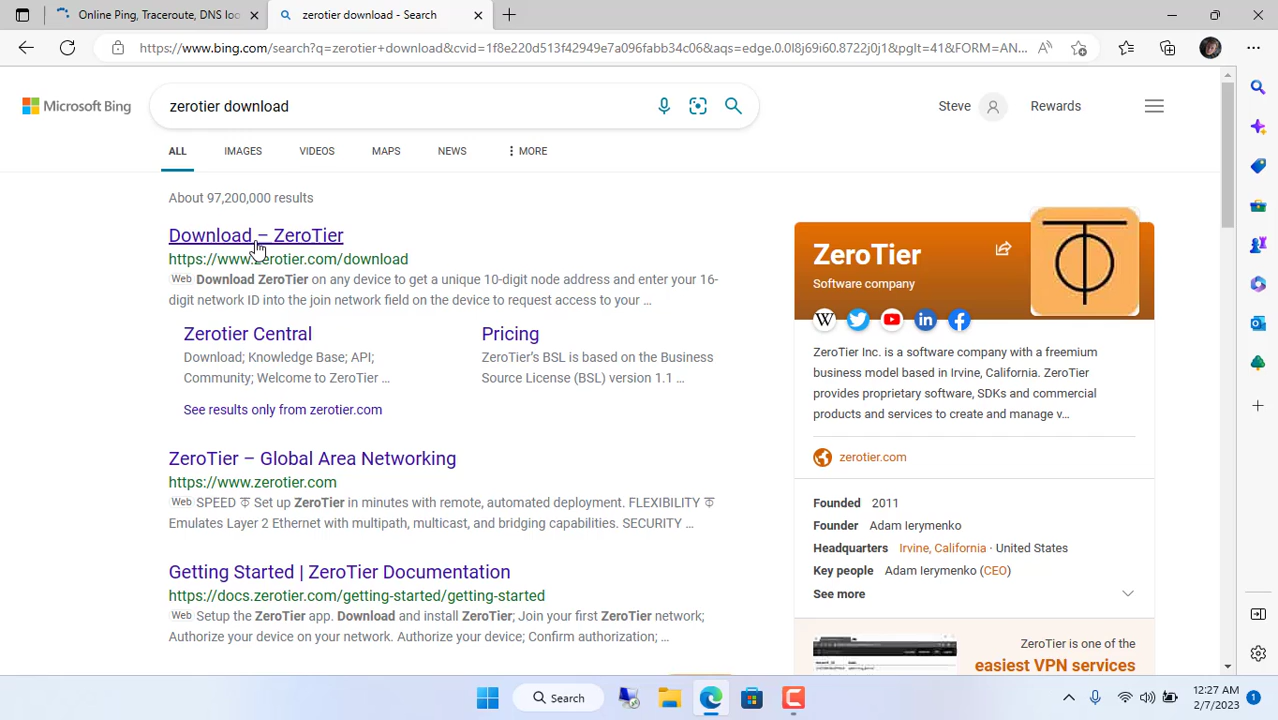 Online Ping, Traceroute, DNS lo
zerotier download - Search
https://www.bing.com/search?q=zerotier+download&cvid=1f8e220d513f42949e7a096fabb34c06&aqs=edge.0.0l8j69i60.8722j0j1&pglt=41&FORM=AN...
Microsoft Bing
zerotier download
Steve
Rewards
ALL
IMAGES
VIDEOS
MAPS
NEWS
MORE
About 97,200,000 results
Download – ZeroTier
https://www.zerotier.com/download
Web Download ZeroTier on any device to get a unique 10-digit node address and enter your 16-
digit network ID into the join network field on the device to request access to your ...
Zerotier Central
Download; Knowledge Base; API;
Community; Welcome to ZeroTier ...
Pricing
ZeroTier's BSL is based on the Business
Source License (BSL) version 1.1 ...
See results only from zerotier.com
ZeroTier – Global Area Networking
https://www.zerotier.com
Web SPEED ⏁ Set up ZeroTier in minutes with remote, automated deployment. FLEXIBILITY ⏁
Emulates Layer 2 Ethernet with multipath, multicast, and bridging capabilities. SECURITY ...
Getting Started | ZeroTier Documentation
https://docs.zerotier.com/getting-started/getting-started
Web Setup the ZeroTier app. Download and install ZeroTier; Join your first ZeroTier network;
Authorize your device on your network. Authorize your device; Confirm authorization; ...
ZeroTier
Software company
W
ZeroTier Inc. is a software company with a freemium
business model based in Irvine, California. ZeroTier
provides proprietary software, SDKs and commercial
products and services to create and manage v...
zerotier.com
Founded 2011
Founder Adam Ierymenko
Headquarters Irvine, California · United States
Key people Adam Ierymenko (CEO)
See more
ZeroTier is one of the
easiest VPN services
Search
12:27 AM
2/7/2023
1